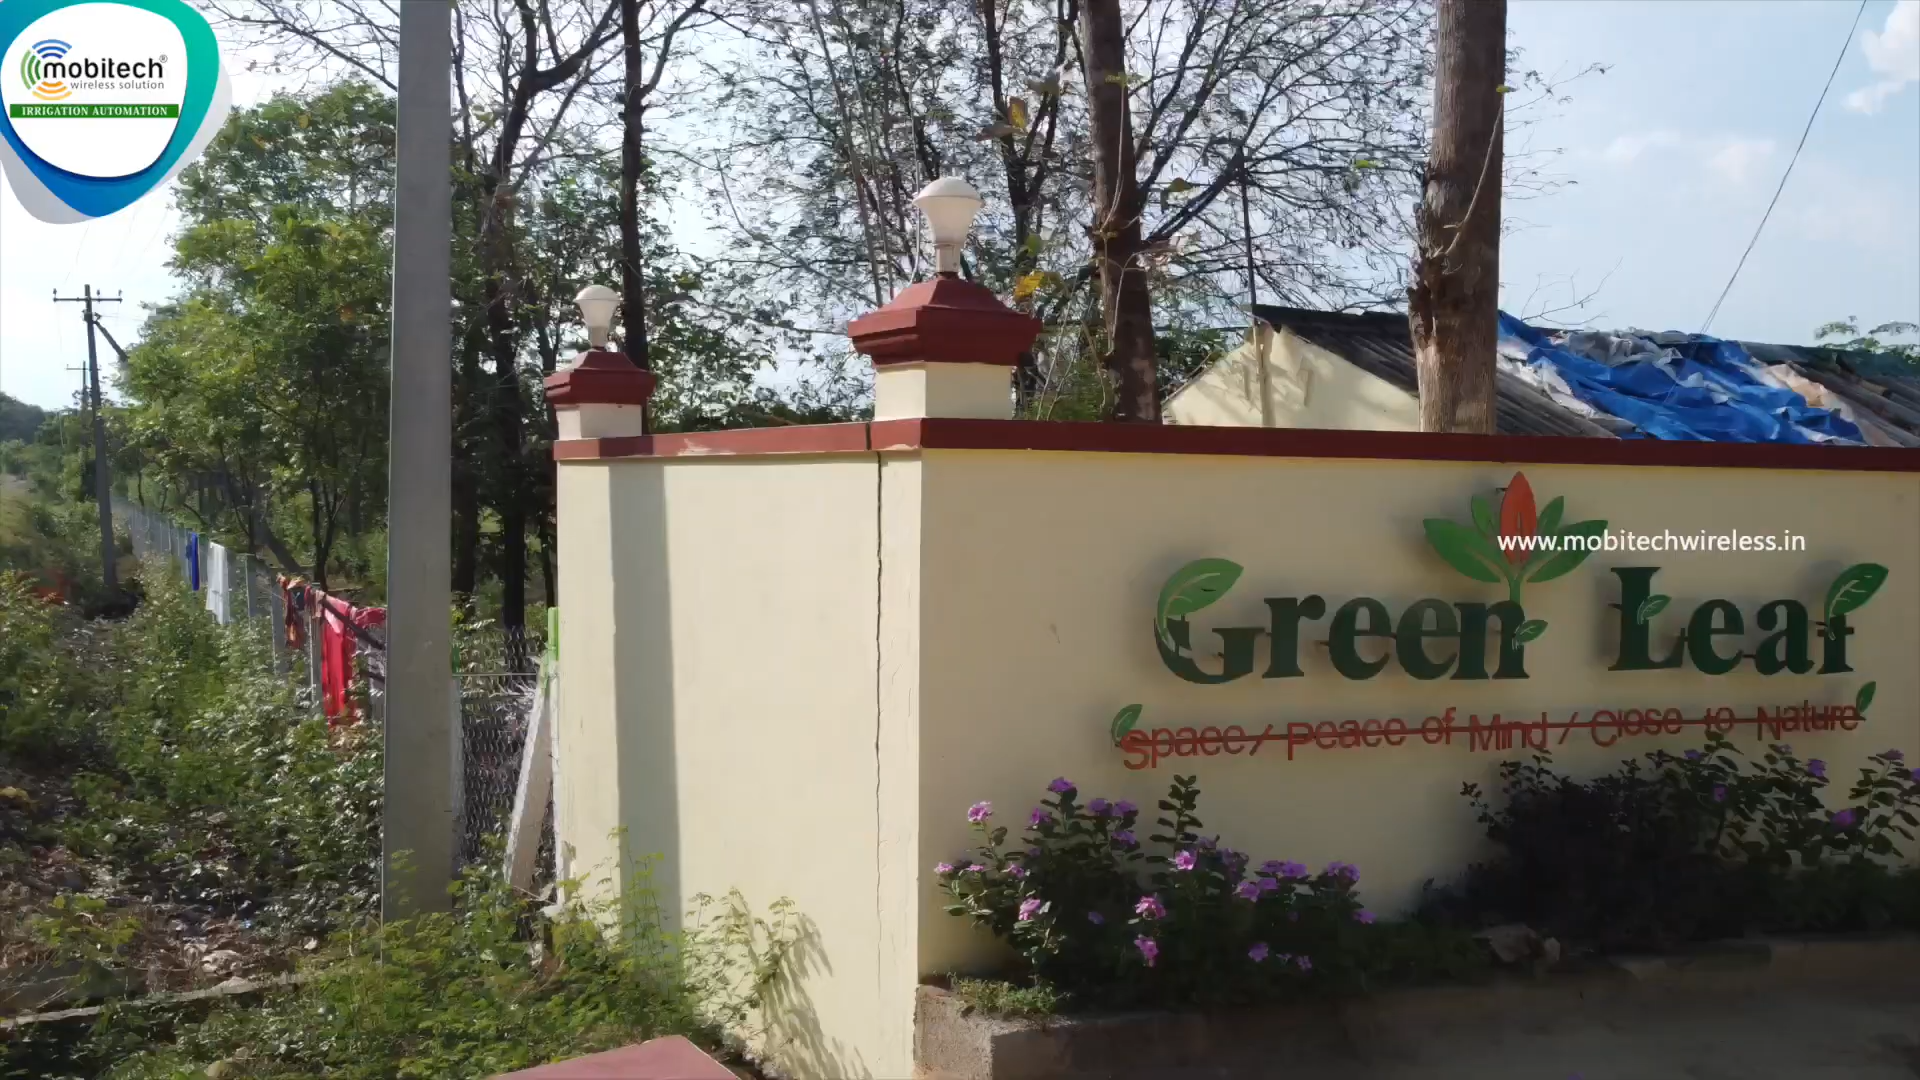 mobitech®
wireless solution
IRRIGATION AUTOMATION
www.mobitechwireless.in
Green Leaf
Space / Peace of Mind / Close to Nature